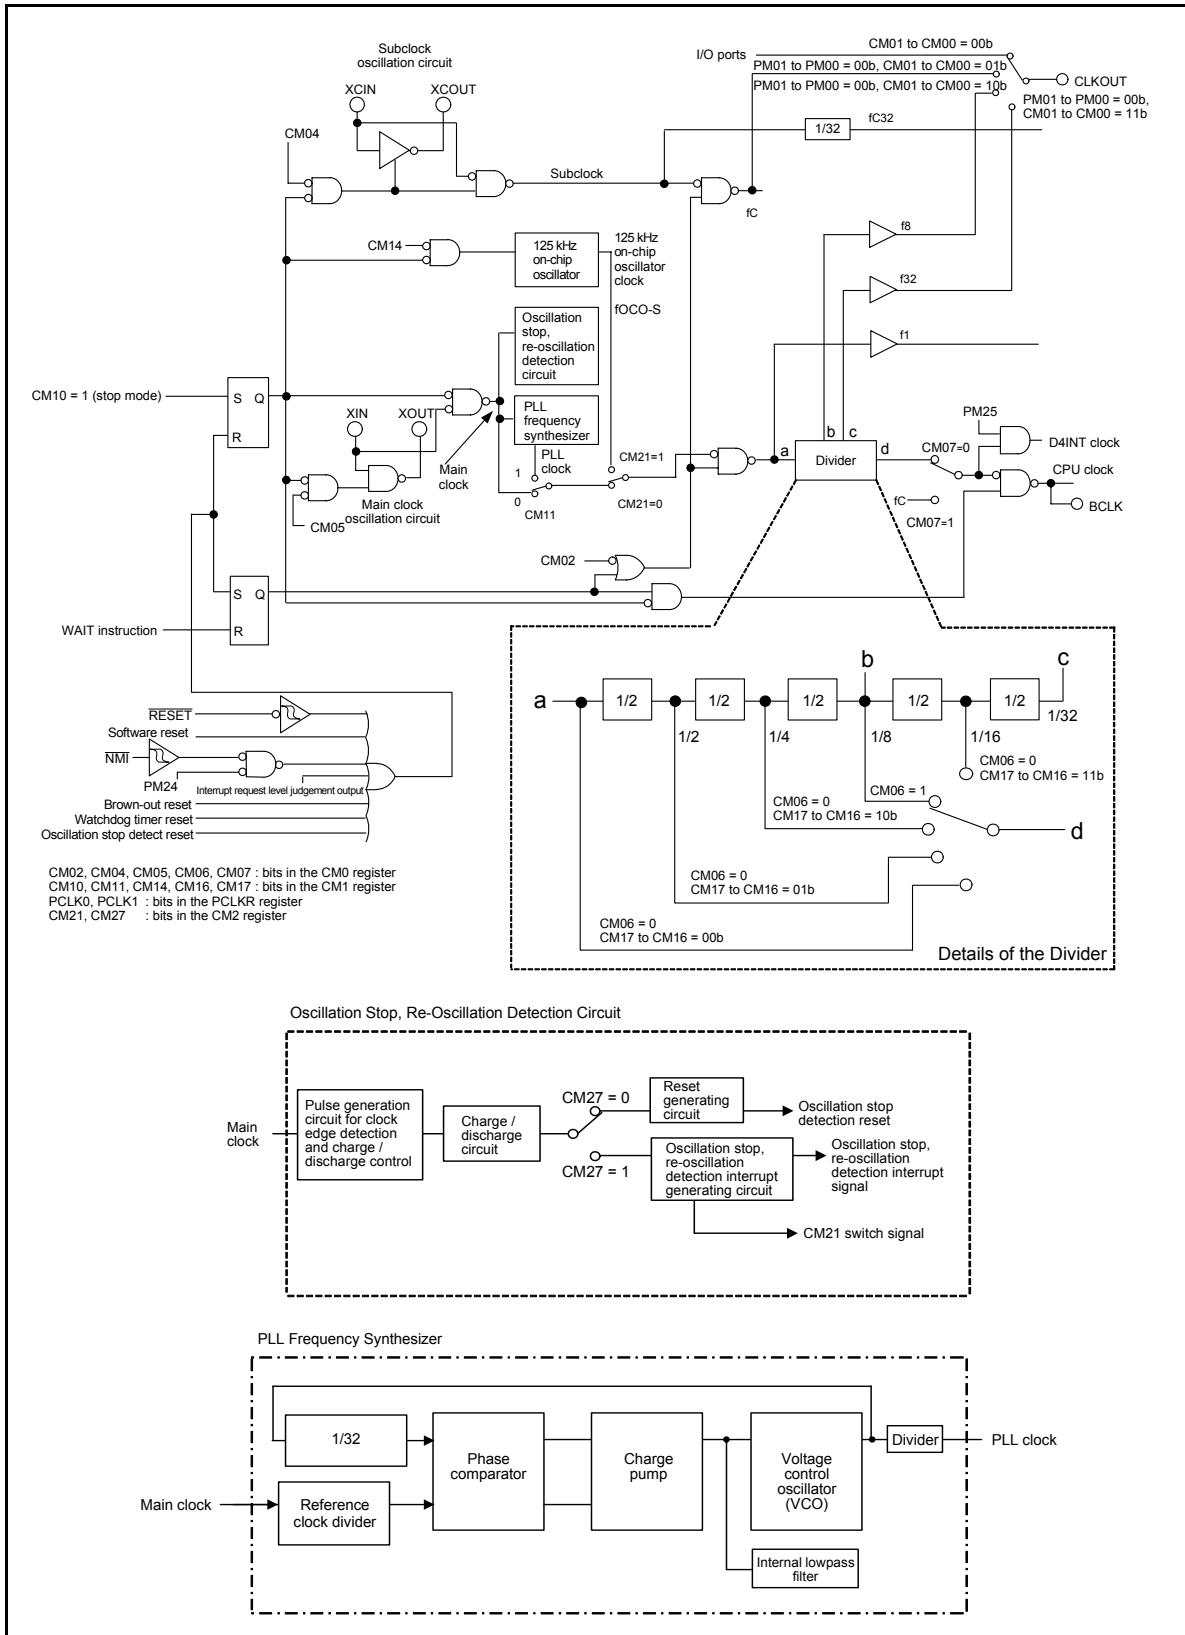 Subclock
oscillation circuit
XCIN
XCOUT
CM04
Subclock
I/O ports
CM01 to CM00 = 00b
PM01 to PM00 = 00b, CM01 to CM00 = 01b
PM01 to PM00 = 00b, CM01 to CM00 = 10b
CLKOUT
PM01 to PM00 = 00b,
CM01 to CM00 = 11b
1/32
fC32
fC
f8
f32
f1
CM14
125 kHz
on-chip
oscillator
125 kHz
on-chip
oscillator
clock
fOCO-S
Oscillation
stop,
re-oscillation
detection
circuit
CM10 = 1 (stop mode)
S
Q
R
XIN
XOUT
Main
clock
PLL
frequency
synthesizer
1
PLL
clock
0
CM11
CM21=1
CM21=0
Main clock
oscillation circuit
CM05
a
b
c
d
Divider
PM25
D4INT clock
CM07=0
CPU clock
fC
CM07=1
BCLK
CM02
S
Q
R
WAIT instruction
RESET
Software reset
NMI
PM24
Interrupt request level judgement output
Brown-out reset
Watchdog timer reset
Oscillation stop detect reset
a
1/2
1/2
1/2
b
1/2
1/2
c
1/2
1/4
1/8
1/16
1/32
CM06 = 0
CM17 to CM16 = 11b
CM06 = 1
CM06 = 0
CM17 to CM16 = 10b
d
CM06 = 0
CM17 to CM16 = 01b
CM06 = 0
CM17 to CM16 = 00b
Details of the Divider
CM02, CM04, CM05, CM06, CM07 : bits in the CM0 register
CM10, CM11, CM14, CM16, CM17 : bits in the CM1 register
PCLK0, PCLK1 : bits in the PCLKR register
CM21, CM27 : bits in the CM2 register
Oscillation Stop, Re-Oscillation Detection Circuit
Main
clock
Pulse generation
circuit for clock
edge detection
and charge /
discharge control
Charge /
discharge
circuit
CM27 = 0
CM27 = 1
Reset
generating
circuit
Oscillation stop
detection reset
Oscillation stop,
re-oscillation
detection interrupt
generating circuit
Oscillation stop,
re-oscillation
detection interrupt
signal
CM21 switch signal
PLL Frequency Synthesizer
1/32
Main clock
Reference
clock divider
Phase
comparator
Charge
pump
Voltage
control
oscillator
(VCO)
Divider
PLL clock
Internal lowpass
filter